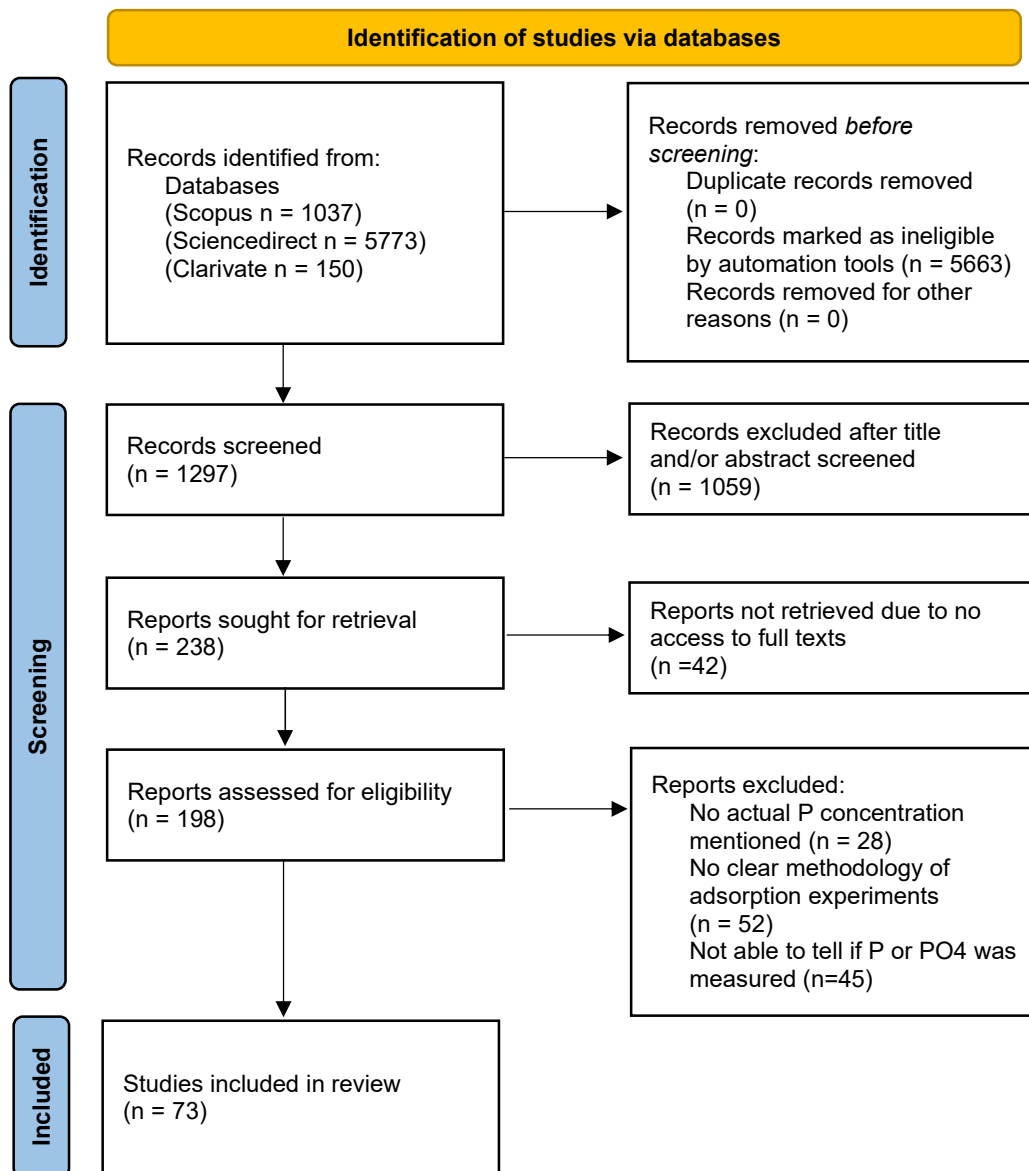 Identification of studies via databases
Identification
Records identified from:
Databases
(Scopus n = 1037)
(Sciencedirect n = 5773)
(Clarivate n = 150)
Records removed before
screening:
Duplicate records removed
(n = 0)
Records marked as ineligible
by automation tools (n = 5663)
Records removed for other
reasons (n = 0)
Screening
Records screened
(n = 1297)
Records excluded after title
and/or abstract screened
(n = 1059)
Reports sought for retrieval
(n = 238)
Reports not retrieved due to no
access to full texts
(n =42)
Reports assessed for eligibility
(n = 198)
Reports excluded:
No actual P concentration
mentioned (n = 28)
No clear methodology of
adsorption experiments
(n = 52)
Not able to tell if P or PO4 was
measured (n=45)
Included
Studies included in review
(n = 73)